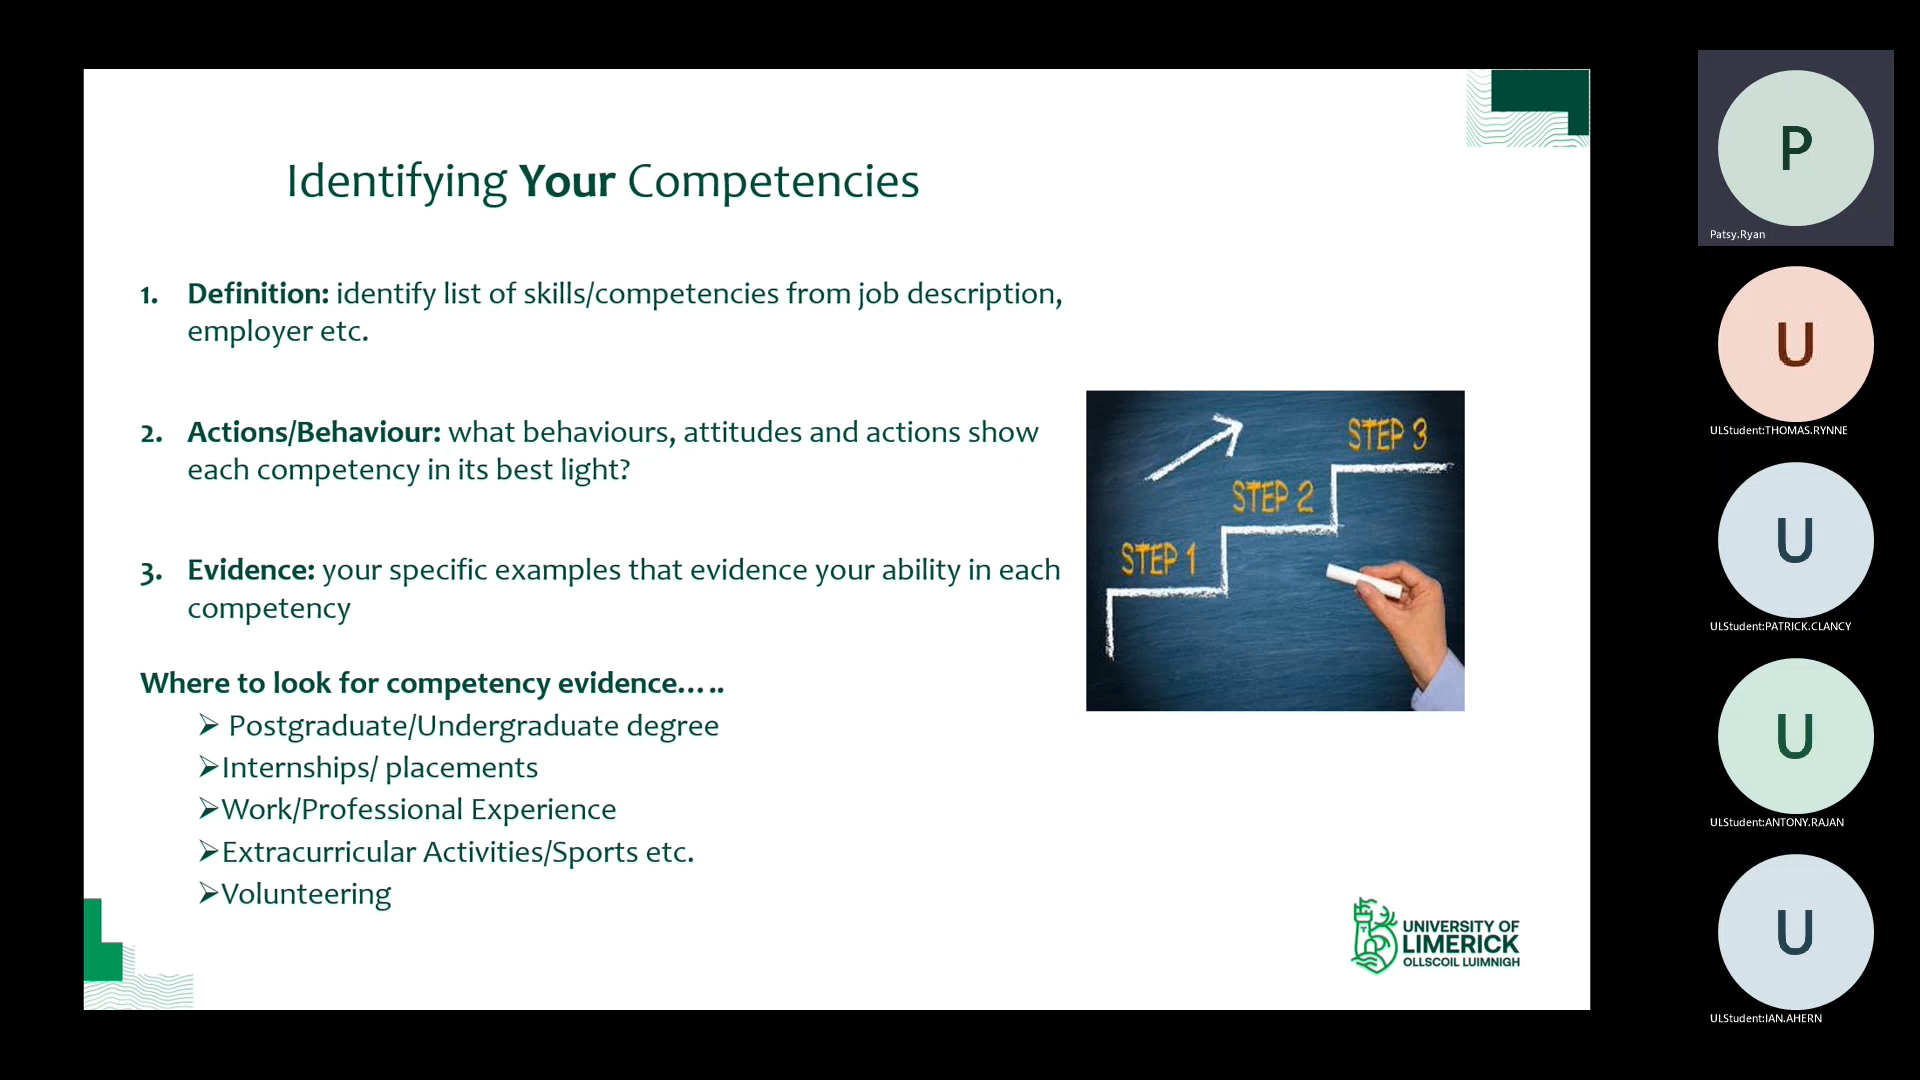 Identifying Your Competencies
1. Definition: identify list of skills/competencies from job description,
employer etc.
2. Actions/Behaviour: what behaviours, attitudes and actions show
each competency in its best light?
3. Evidence: your specific examples that evidence your ability in each
competency
Where to look for competency evidence.....
➢ Postgraduate/Undergraduate degree
➢Internships/ placements
➢Work/Professional Experience
➢Extracurricular Activities/Sports etc.
➢Volunteering
STEP 1
STEP 2
STEP 3
UNIVERSITY OF
LIMERICK
OLLSCOIL LUIMNIGH
P
Patsy.Ryan
U
ULStudent:THOMAS.RYNNE
U
ULStudent:PATRICK.CLANCY
U
ULStudent:ANTONY.RAJAN
U
ULStudent:IAN.AHERN